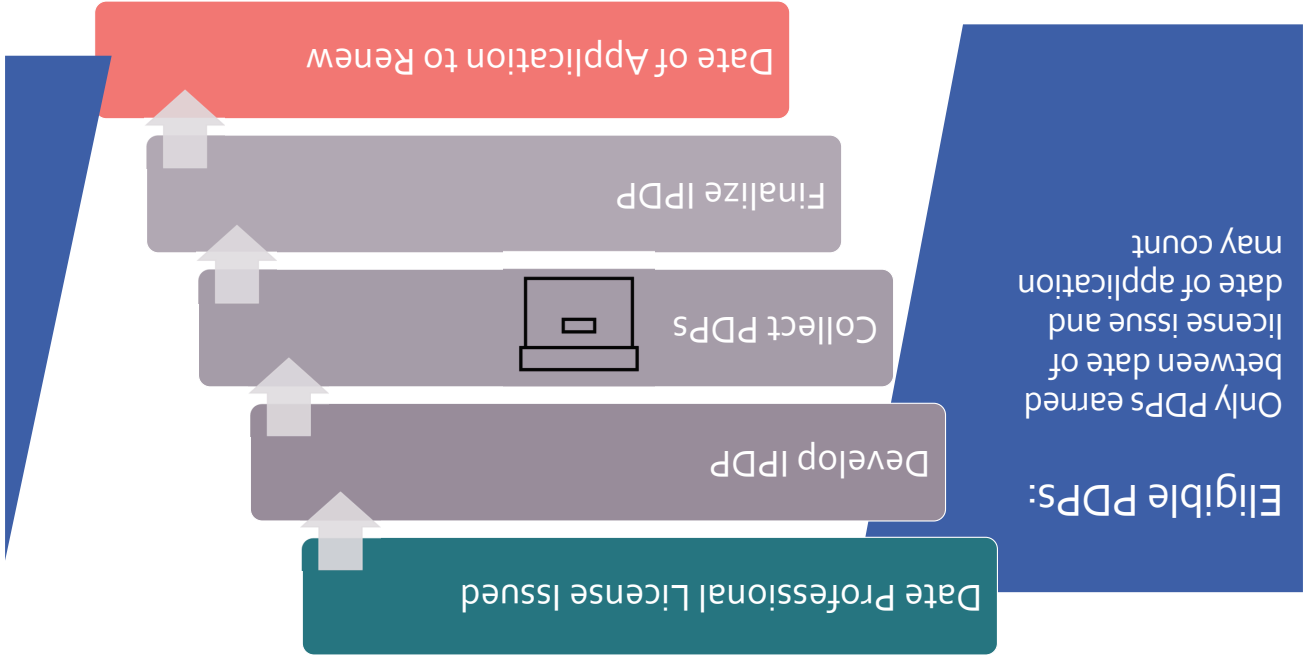 Eligible PDPs:
Only PDPs earned
between date of
license issue and
date of application
may count
Date Professional License Issued
Develop IPDP
Collect PDPs
Finalize IPDP
Date of Application to Renew